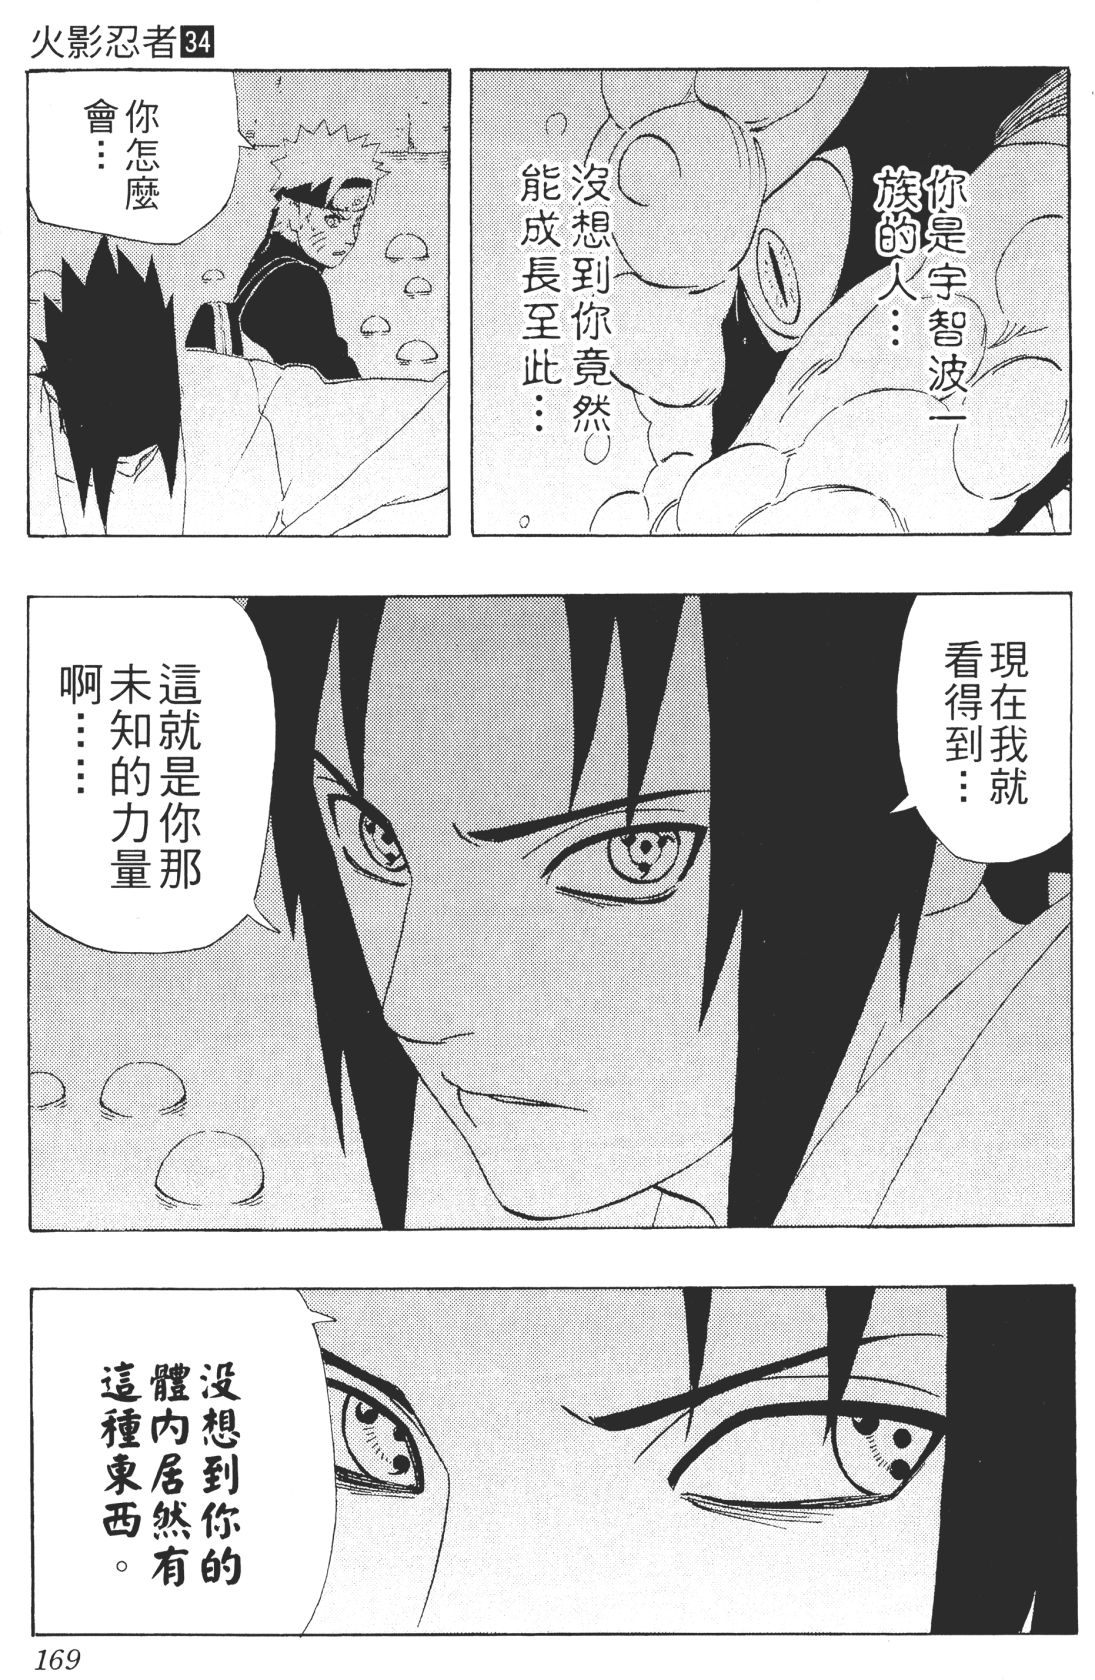 火影忍者34
你是宇智波一
族的人…
沒想到你竟然
能成長至此…
你怎麼
會…
現在我就
看得到…
這就是你那
未知的力量
啊……
没想到你的
體内居然有
這種東西。
169